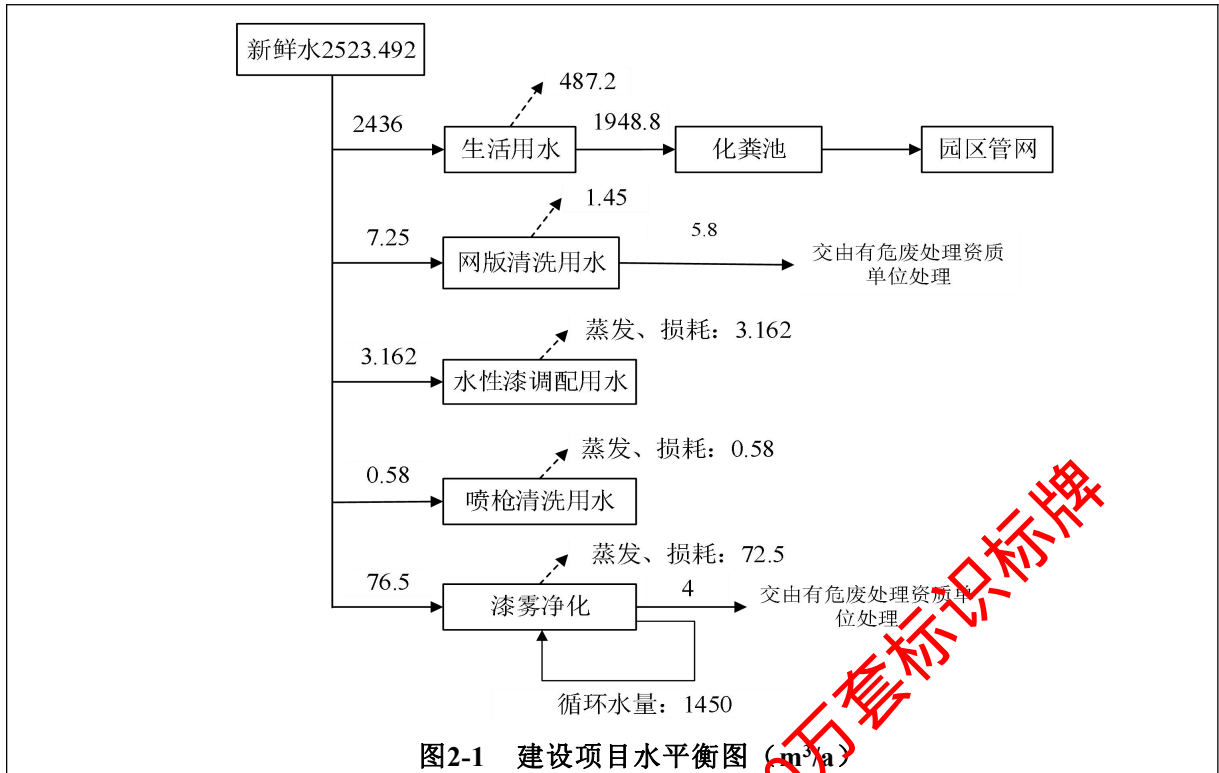 新鲜水2523.492
487.2
2436
生活用水
1948.8
化粪池
园区管网
1.45
7.25
网版清洗用水
5.8
交由有危废处理资质
单位处理
蒸发、损耗：3.162
3.162
水性漆调配用水
蒸发、损耗：0.58
0.58
喷枪清洗用水
蒸发、损耗：72.5
76.5
漆雾净化
4
交由有危废处理资质单
位处理
循环水量：1450
图2-1 建设项目水平衡图（m³/a）
0万套标识标牌